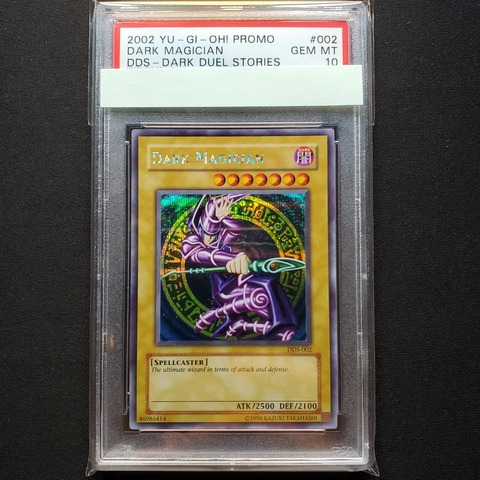 2002 YU-GI-OH! PROMO #002
DARK MAGICIAN GEM MT
DDS-DARK DUEL STORIES 10
DARK MAGICIAN
闇
DDS-002
[SPELLCASTER]
The ultimate wizard in terms of attack and defense.
ATK/2500 DEF/2100
46986414
©1996 KAZUKI TAKAHASHI